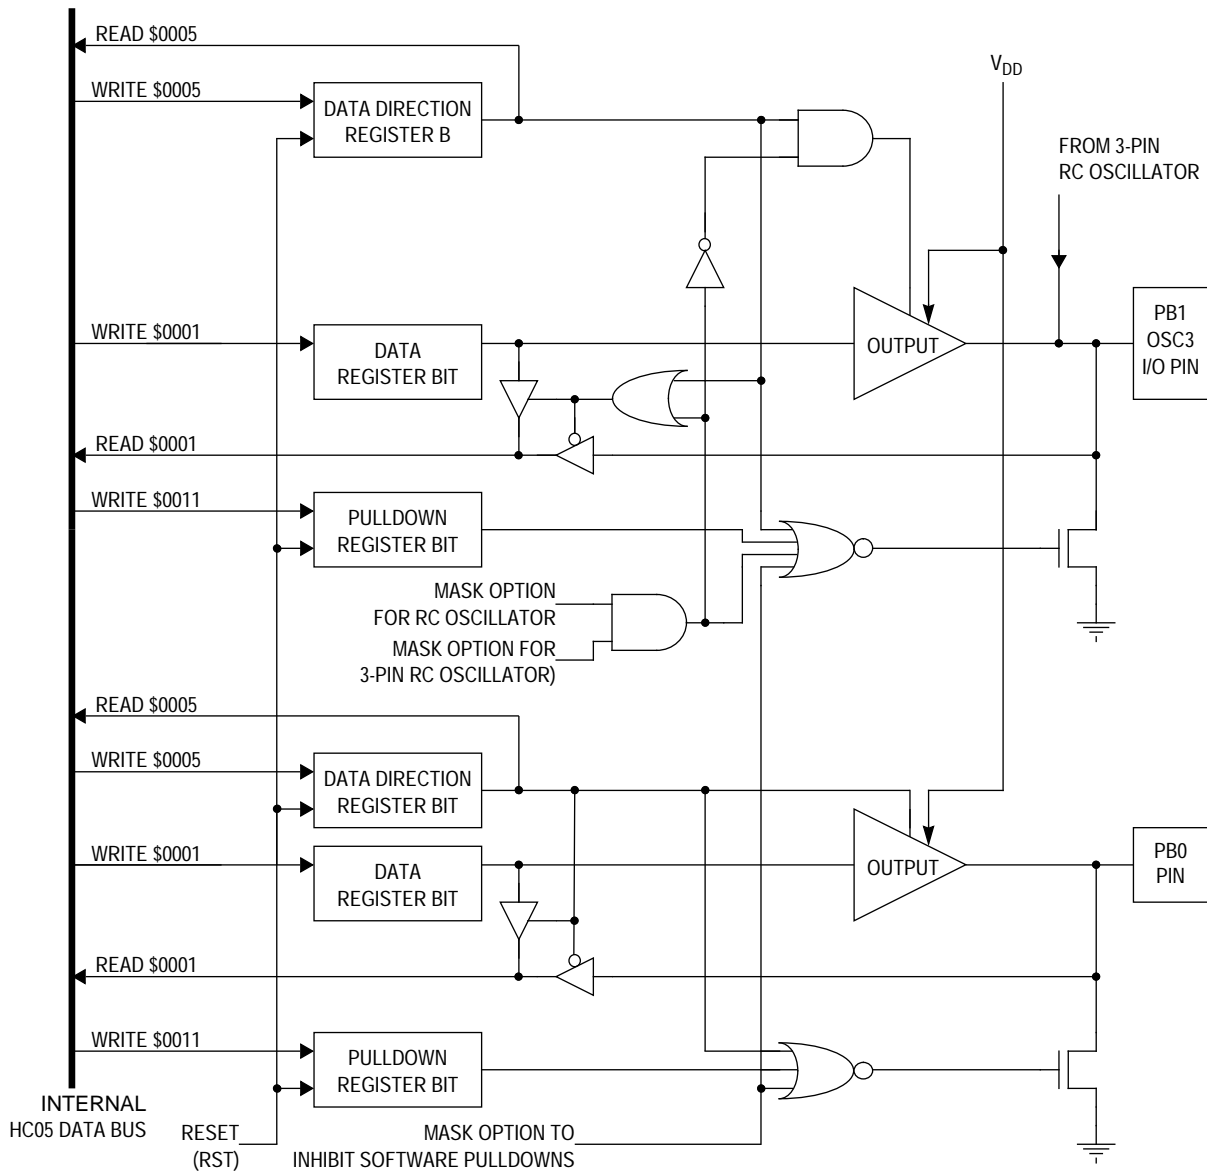 READ $0005
WRITE $0005
DATA DIRECTION
REGISTER B
VDD
FROM 3-PIN
RC OSCILLATOR
WRITE $0001
DATA
REGISTER BIT
OUTPUT
PB1
OSC3
I/O PIN
READ $0001
WRITE $0011
PULLDOWN
REGISTER BIT
MASK OPTION
FOR RC OSCILLATOR
MASK OPTION FOR
3-PIN RC OSCILLATOR)
READ $0005
WRITE $0005
DATA DIRECTION
REGISTER BIT
WRITE $0001
DATA
REGISTER BIT
OUTPUT
PB0
PIN
READ $0001
WRITE $0011
PULLDOWN
REGISTER BIT
INTERNAL
HC05 DATA BUS
RESET
(RST)
MASK OPTION TO
INHIBIT SOFTWARE PULLDOWNS